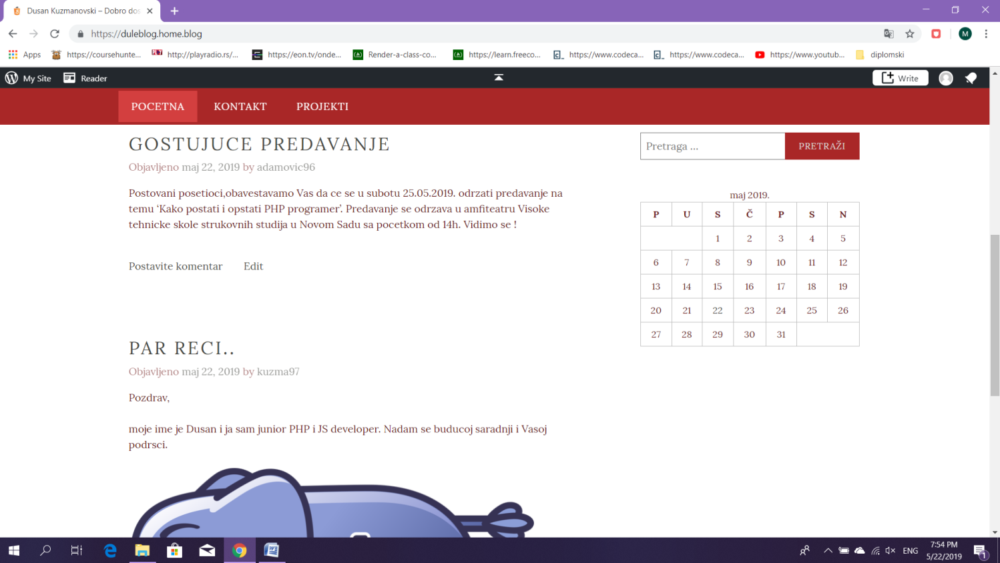 Dusan Kuzmanovski – Dobro dos
https://duleblog.home.blog
M
Apps https://coursehunte... http://playradio.rs/... https://eon.tv/onde... Render-a-class-co... https://learn.freeco... https://www.codeca... https://www.codeca... https://www.youtub... diplomski
My Site Reader Write
POCETNA KONTAKT PROJEKTI
GOSTUJUCE PREDAVANJE
Objavljeno maj 22, 2019 by adamovic96
Postovani posetioci,obavestavamo Vas da ce se u subotu 25.05.2019. odrzati predavanje na
temu ‘Kako postati i opstati PHP programer’. Predavanje se odrzava u amfiteatru Visoke
tehnicke skole strukovnih studija u Novom Sadu sa pocetkom od 14h. Vidimo se !
Postavite komentar Edit
PAR RECI..
Objavljeno maj 22, 2019 by kuzma97
Pozdrav,
moje ime je Dusan i ja sam junior PHP i JS developer. Nadam se buducoj saradnji i Vasoj
podrsci.
Pretraga ... PRETRAŽI
maj 2019.
P U S Č P S N
1 2 3 4 5
6 7 8 9 10 11 12
13 14 15 16 17 18 19
20 21 22 23 24 25 26
27 28 29 30 31
ENG
7:54 PM
5/22/2019
1